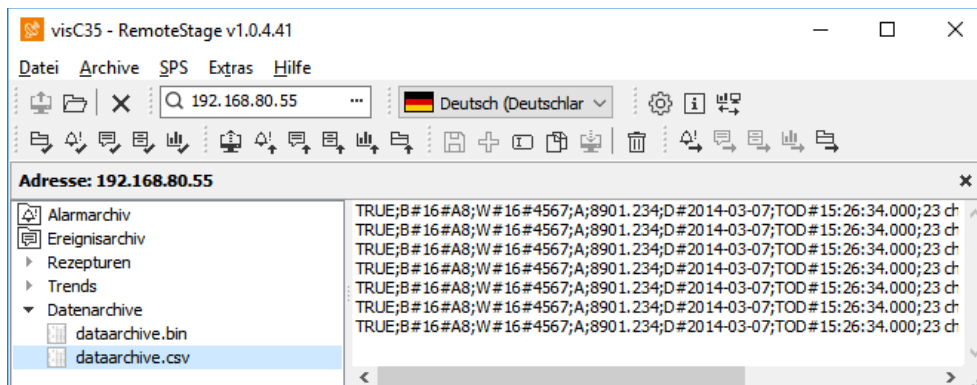 visC35 - RemoteStage v1.0.4.41
Datei Archive SPS Extras Hilfe
192.168.80.55 ... Deutsch (Deutschlar
Adresse: 192.168.80.55
Alarmarchiv
Ereignisarchiv
Rezepturen
Trends
Datenarchive
dataarchive.bin
dataarchive.csv
TRUE;B#16#A8;W#16#4567;A;8901.234;D#2014-03-07;TOD#15:26:34.000;23 ch
TRUE;B#16#A8;W#16#4567;A;8901.234;D#2014-03-07;TOD#15:26:34.000;23 ch
TRUE;B#16#A8;W#16#4567;A;8901.234;D#2014-03-07;TOD#15:26:34.000;23 ch
TRUE;B#16#A8;W#16#4567;A;8901.234;D#2014-03-07;TOD#15:26:34.000;23 ch
TRUE;B#16#A8;W#16#4567;A;8901.234;D#2014-03-07;TOD#15:26:34.000;23 ch
TRUE;B#16#A8;W#16#4567;A;8901.234;D#2014-03-07;TOD#15:26:34.000;23 ch
TRUE;B#16#A8;W#16#4567;A;8901.234;D#2014-03-07;TOD#15:26:34.000;23 ch